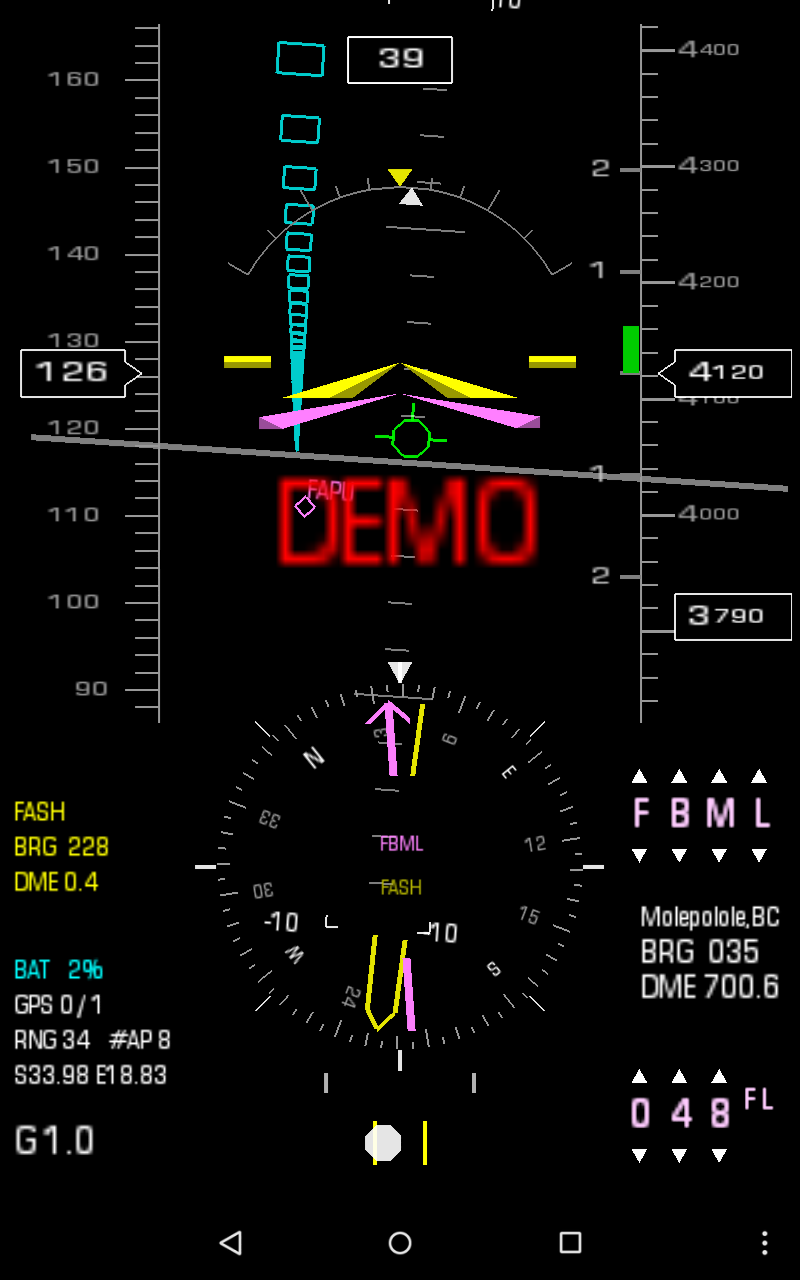 39
160
150
140
130
126
120
110
100
90
4400
4300
4200
4120
4100
4000
3790
2
1
1
2
FAPU
DEMO
3
6
N
E
33
12
30
15
W
S
24
FBML
FASH
-10
10
FASH
BRG 228
DME 0.4
BAT 2%
GPS 0 / 1
RNG 34 #AP 8
S33.98 E18.83
G1.0
F B M L
Molepolole,BC
BRG 035
DME 700.6
0 4 8 FL